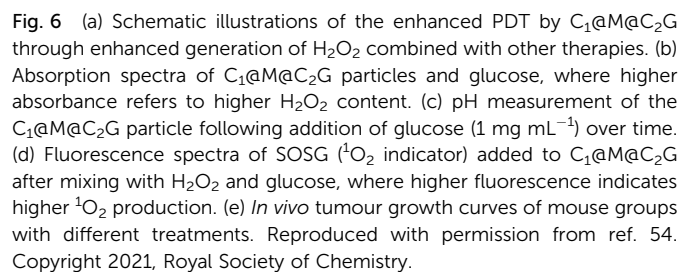 Fig. 6 (a) Schematic illustrations of the enhanced PDT by C₁@M@C₂G
through enhanced generation of H₂O₂ combined with other therapies. (b)
Absorption spectra of C₁@M@C₂G particles and glucose, where higher
absorbance refers to higher H₂O₂ content. (c) pH measurement of the
C₁@M@C₂G particle following addition of glucose (1 mg mL⁻¹) over time.
(d) Fluorescence spectra of SOSG (¹O₂ indicator) added to C₁@M@C₂G
after mixing with H₂O₂ and glucose, where higher fluorescence indicates
higher ¹O₂ production. (e) In vivo tumour growth curves of mouse groups
with different treatments. Reproduced with permission from ref. 54.
Copyright 2021, Royal Society of Chemistry.